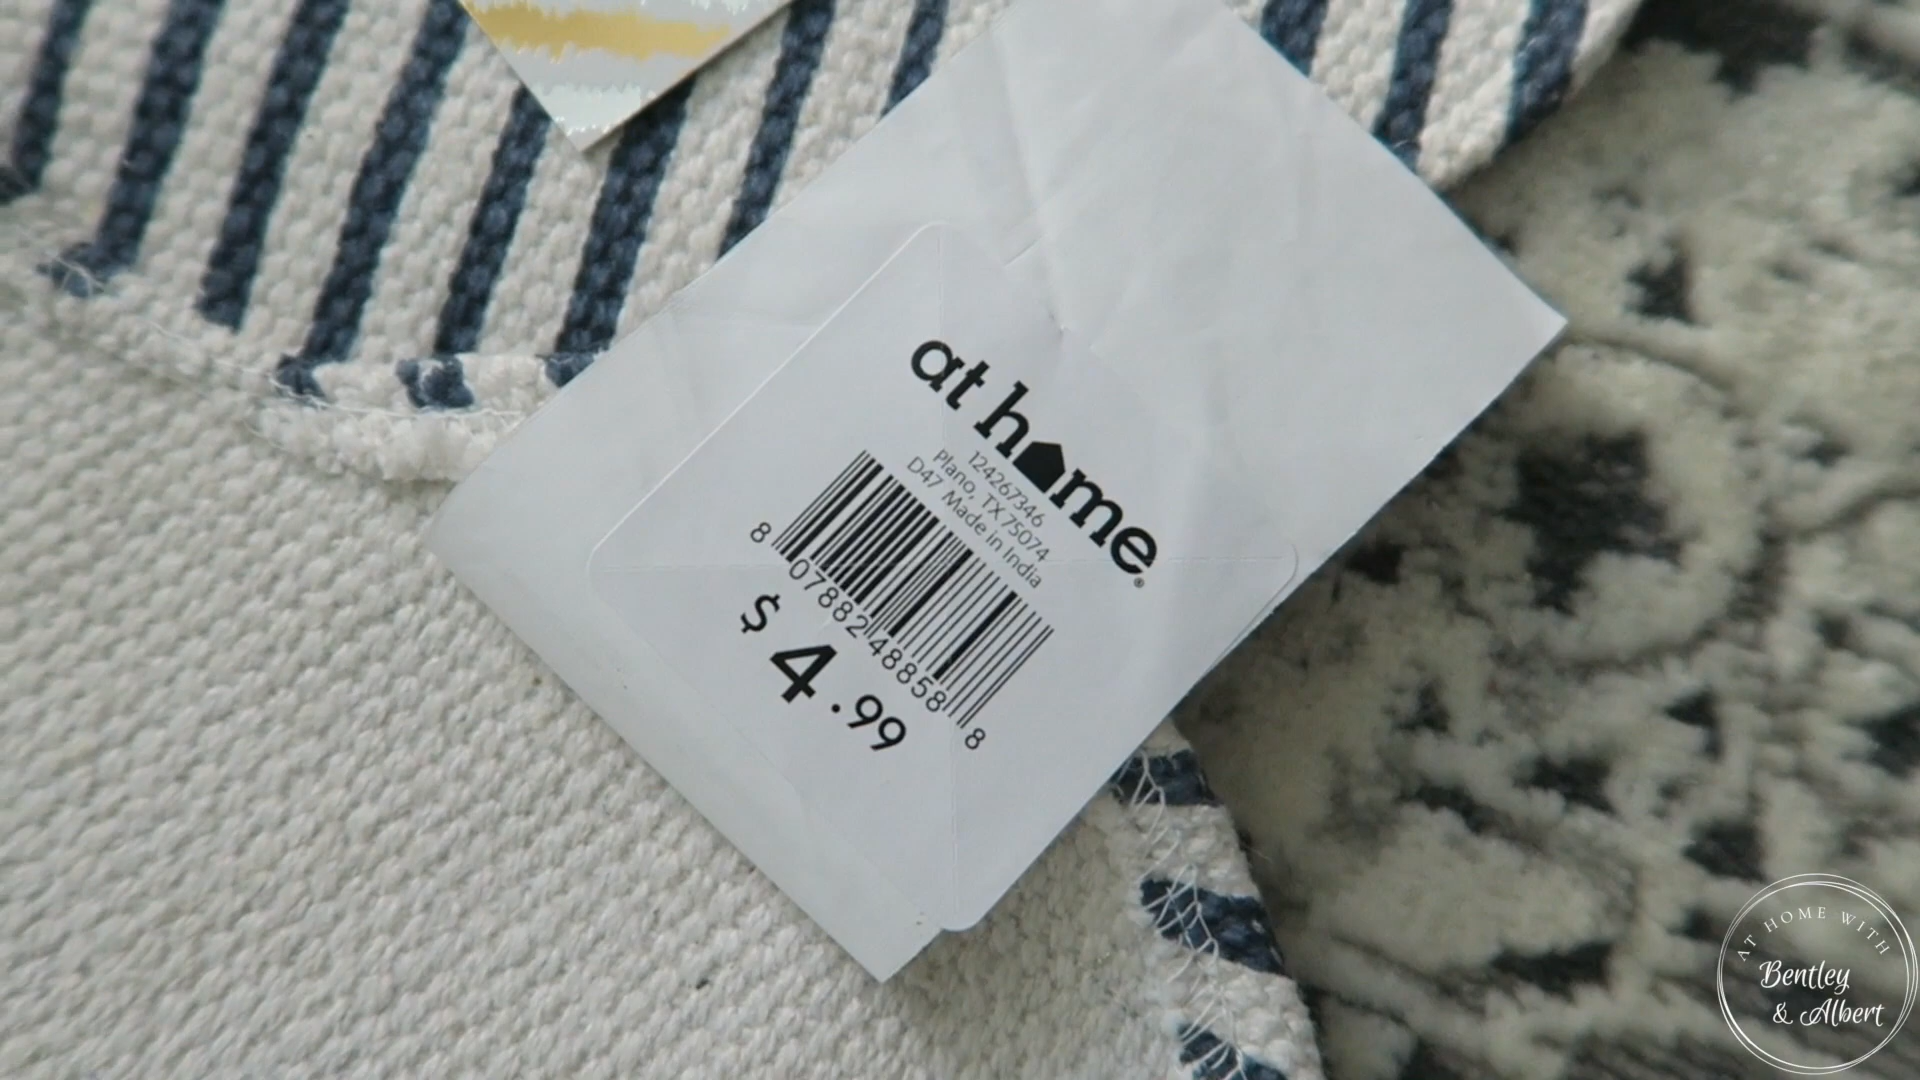 at home®
124267346
Plano, TX 75074
D47 Made in India
8 07882 48858 8
$ 4.99
AT HOME WITH
Bentley
& Albert